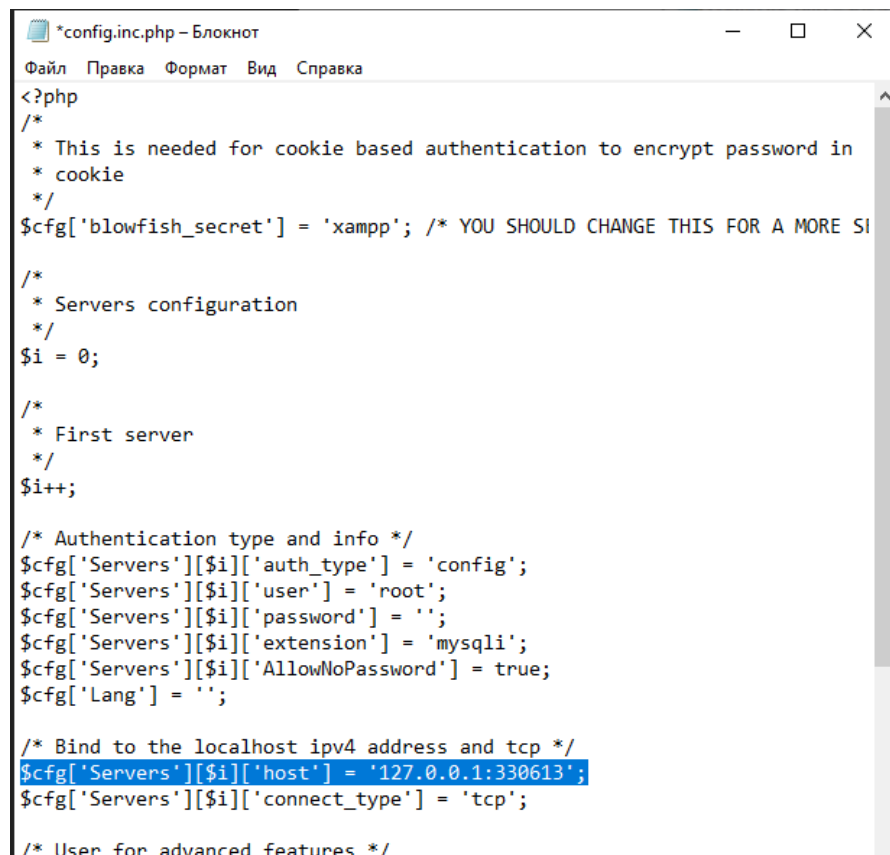 *config.inc.php – Блокнот
Файл Правка Формат Вид Справка
<?php
/*
 * This is needed for cookie based authentication to encrypt password in
 * cookie
 */
$cfg['blowfish_secret'] = 'xampp'; /* YOU SHOULD CHANGE THIS FOR A MORE
/*
 * Servers configuration
 */
$i = 0;
/*
 * First server
 */
$i++;
/* Authentication type and info */
$cfg['Servers'][$i]['auth_type'] = 'config';
$cfg['Servers'][$i]['user'] = 'root';
$cfg['Servers'][$i]['password'] = '';
$cfg['Servers'][$i]['extension'] = 'mysqli';
$cfg['Servers'][$i]['AllowNoPassword'] = true;
$cfg['Lang'] = '';
/* Bind to the localhost ipv4 address and tcp */
$cfg['Servers'][$i]['host'] = '127.0.0.1:330613';
$cfg['Servers'][$i]['connect_type'] = 'tcp';
/* User for advanced features */